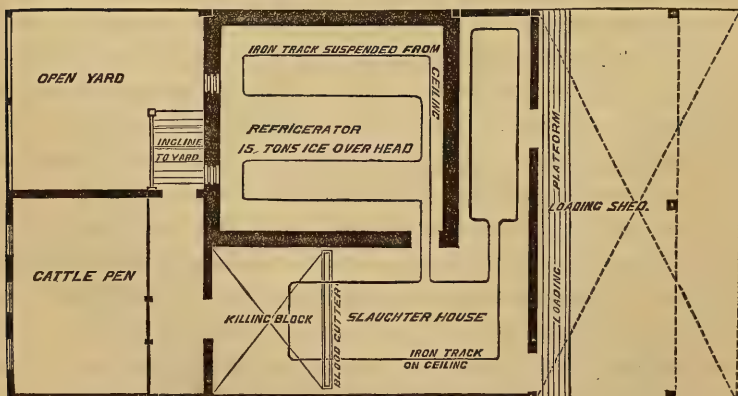 OPEN YARD
INCLINE
TO YARD
IRON TRACK SUSPENDED FROM
CEILING
REFRIGERATOR
15, TONS ICE OVER HEAD
LOADING PLATFORM
LOADING SHED.
CATTLE PEN
KILLING BLOCK
BLOOD GUTTER
SLAUGHTER HOUSE
IRON TRACK
ON CEILING